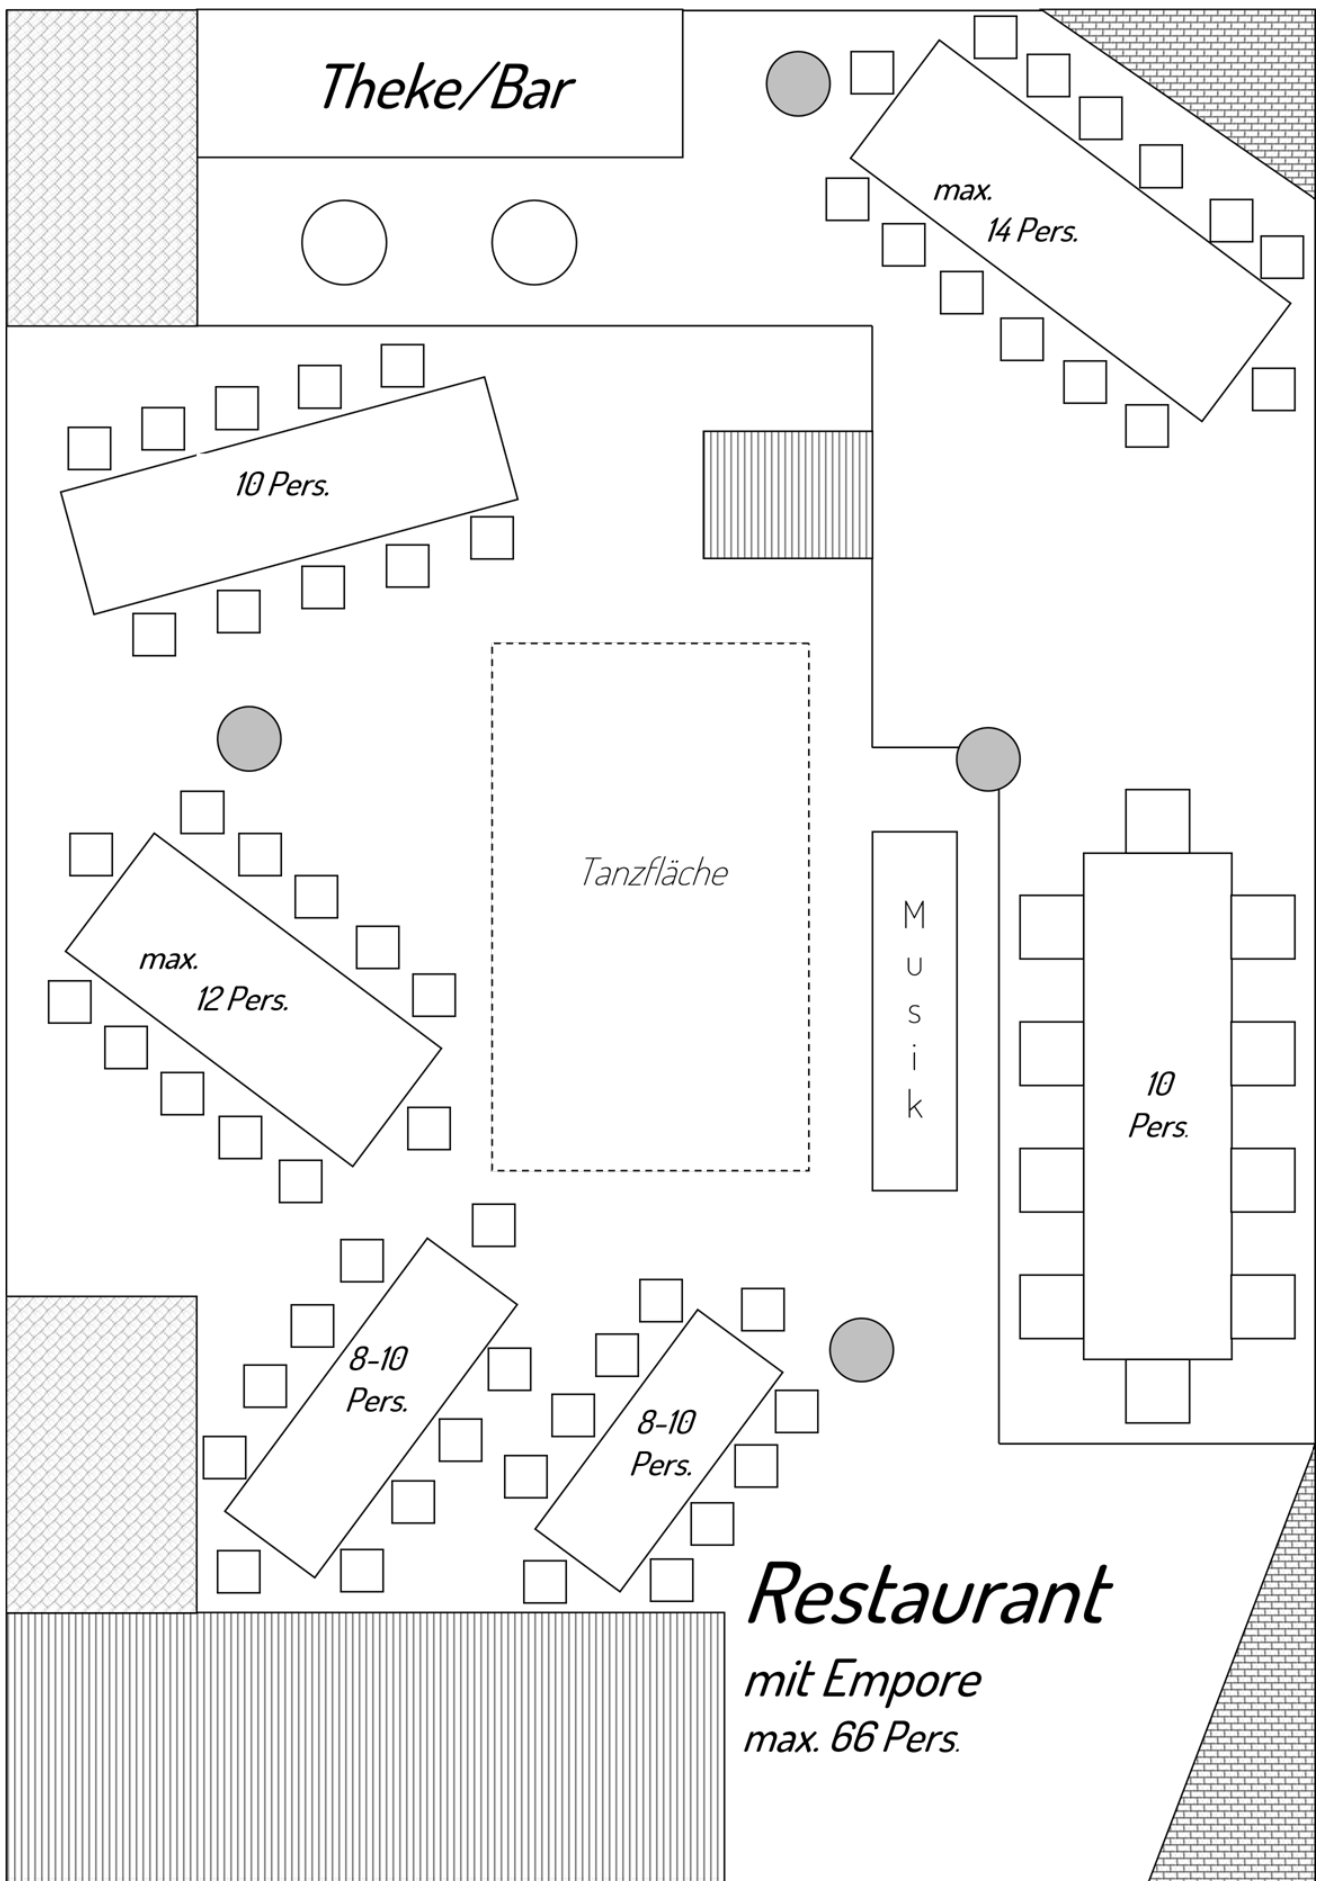 Theke/Bar
max.
14 Pers.
10 Pers.
Tanzfläche
M
u
s
i
k
max.
12 Pers.
10
Pers.
8-10
Pers.
8-10
Pers.
Restaurant
mit Empore
max. 66 Pers.